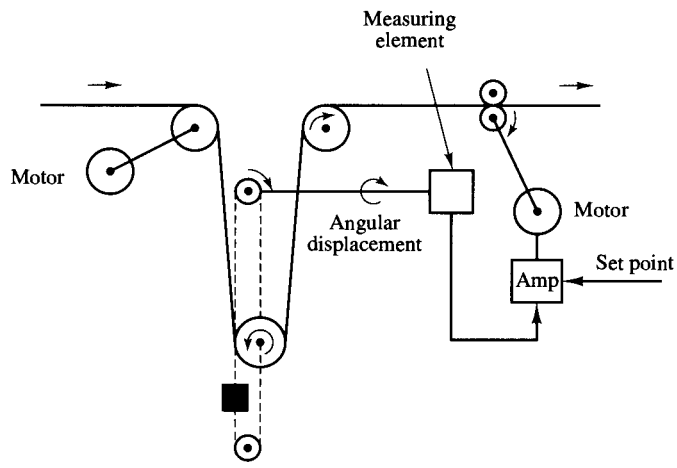 Measuring
element
Motor
Angular
displacement
Motor
Set point
Amp